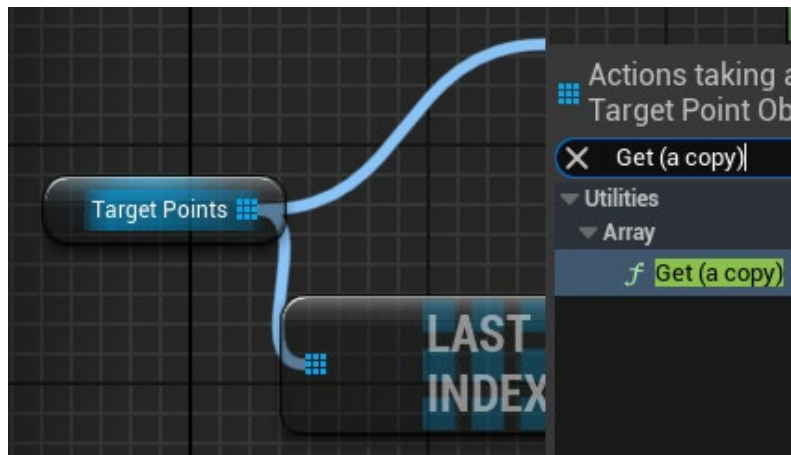 Actions taking a
Target Point Ob
Get (a copy)
Utilities
Array
f Get (a copy)
Target Points
LAST
INDEX